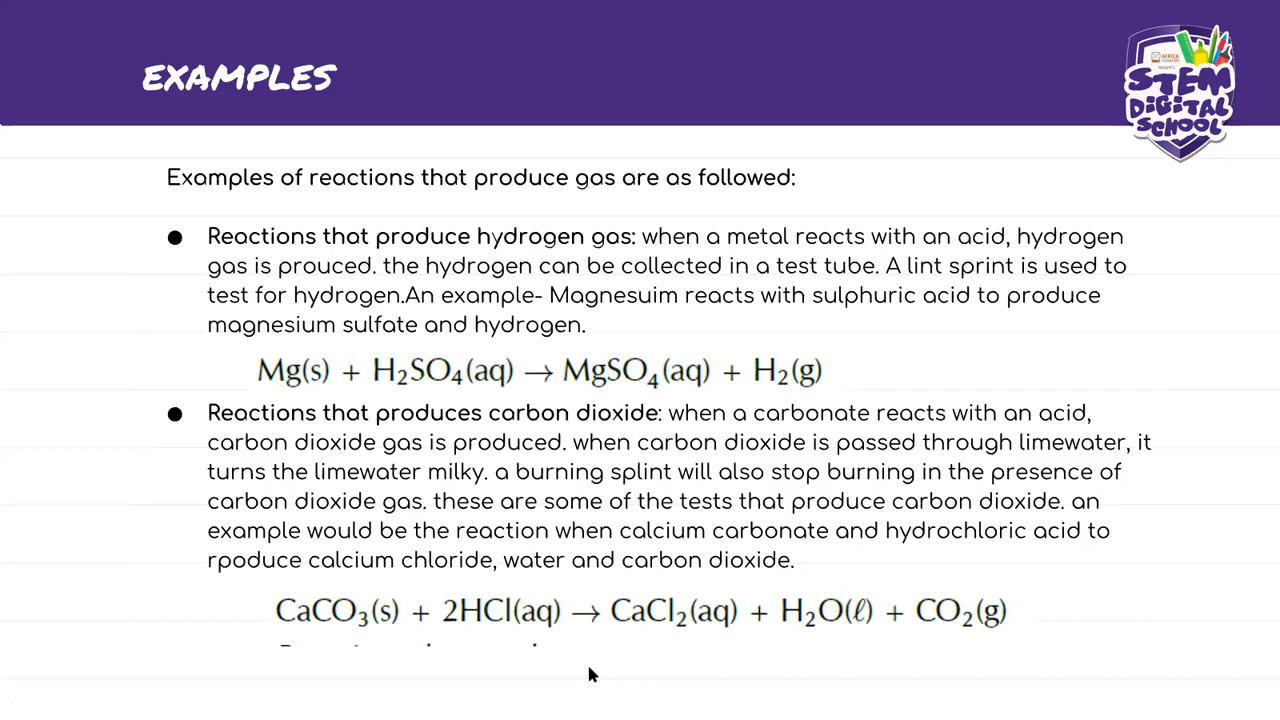 EXAMPLES
AFRICA
PRESENTS
STEM
DIGITAL
SCHOOL
Examples of reactions that produce gas are as followed:
● Reactions that produce hydrogen gas: when a metal reacts with an acid, hydrogen
gas is prouced. the hydrogen can be collected in a test tube. A lint sprint is used to
test for hydrogen.An example- Magnesuim reacts with sulphuric acid to produce
magnesium sulfate and hydrogen.
Mg(s) + H₂SO₄(aq) → MgSO₄(aq) + H₂(g)
● Reactions that produces carbon dioxide: when a carbonate reacts with an acid,
carbon dioxide gas is produced. when carbon dioxide is passed through limewater, it
turns the limewater milky. a burning splint will also stop burning in the presence of
carbon dioxide gas. these are some of the tests that produce carbon dioxide. an
example would be the reaction when calcium carbonate and hydrochloric acid to
rpoduce calcium chloride, water and carbon dioxide.
CaCO₃(s) + 2HCl(aq) → CaCl₂(aq) + H₂O(ℓ) + CO₂(g)